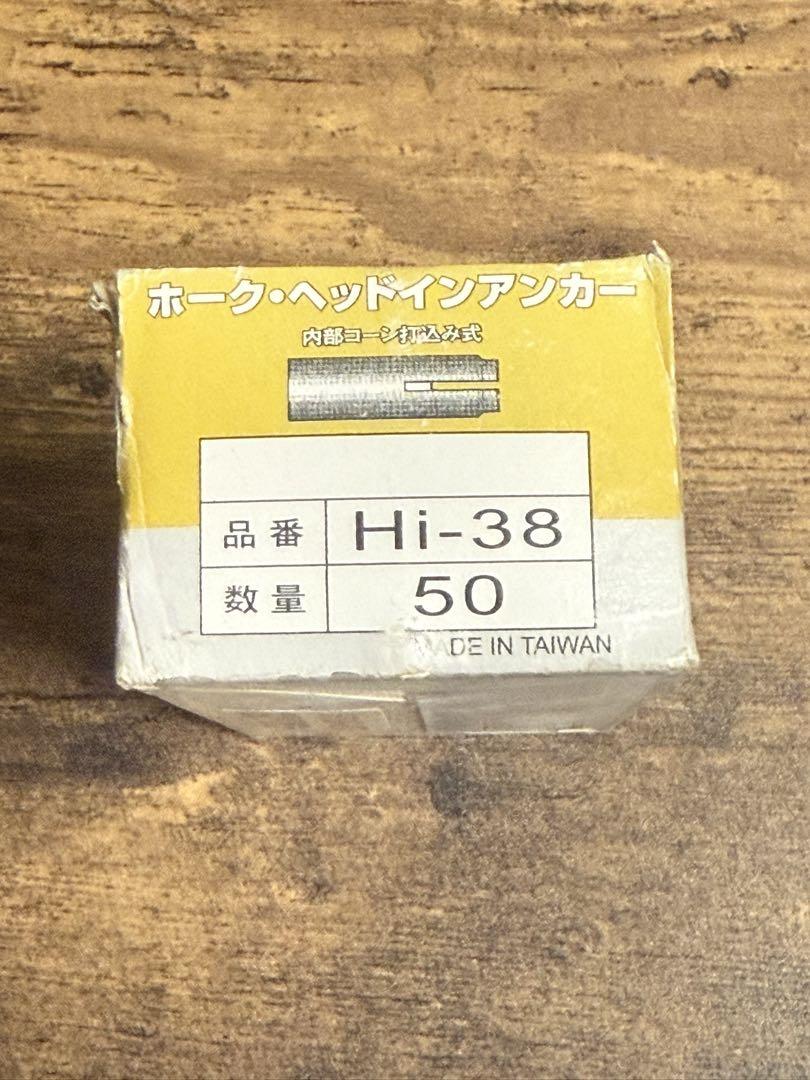 ホーク・ヘッドインアンカー
内部コーン打込み式
品番 Hi-38
数量 50
MADE IN TAIWAN